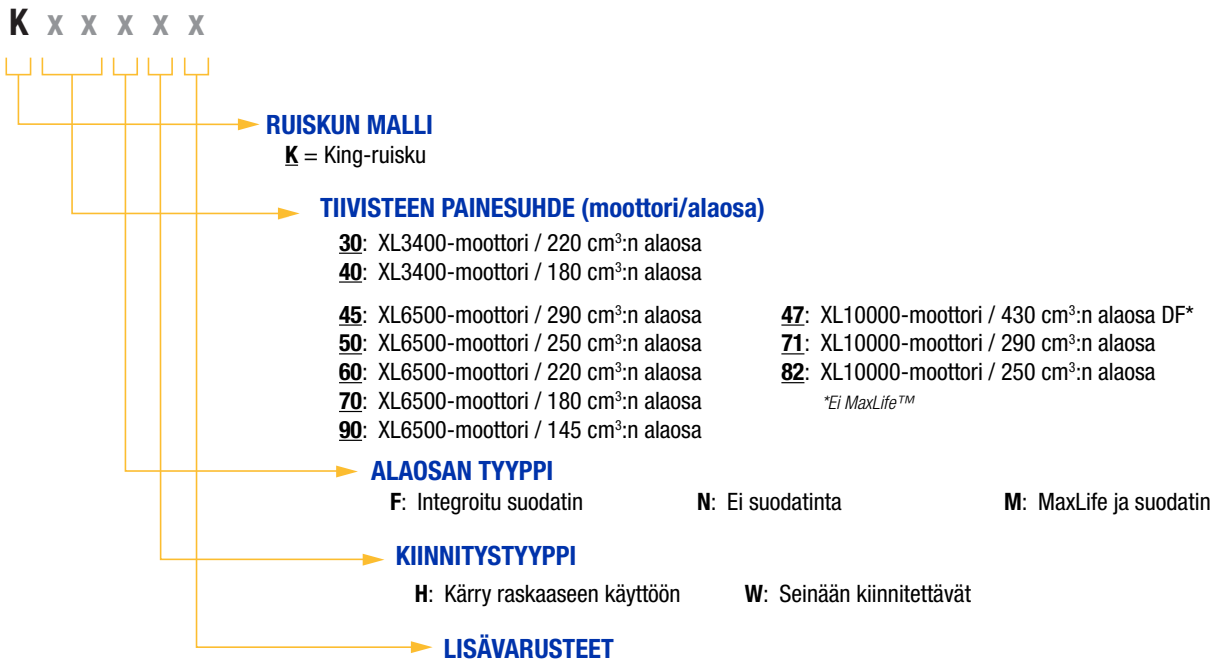 K x x x x x
RUISKUN MALLI
K = King-ruisku
TIIVISTEEN PAINESUHDE (moottori/alaosa)
30: XL3400-moottori / 220 cm³:n alaosa
40: XL3400-moottori / 180 cm³:n alaosa
45: XL6500-moottori / 290 cm³:n alaosa
50: XL6500-moottori / 250 cm³:n alaosa
60: XL6500-moottori / 220 cm³:n alaosa
70: XL6500-moottori / 180 cm³:n alaosa
90: XL6500-moottori / 145 cm³:n alaosa
47: XL10000-moottori / 430 cm³:n alaosa DF*
71: XL10000-moottori / 290 cm³:n alaosa
82: XL10000-moottori / 250 cm³:n alaosa
*Ei MaxLife™
ALAOSAN TYYPPI
F: Integroitu suodatin N: Ei suodatinta M: MaxLife ja suodatin
KIINNITYSTYYPPI
H: Kärry raskaaseen käyttöön W: Seinään kiinnitettävät
LISÄVARUSTEET